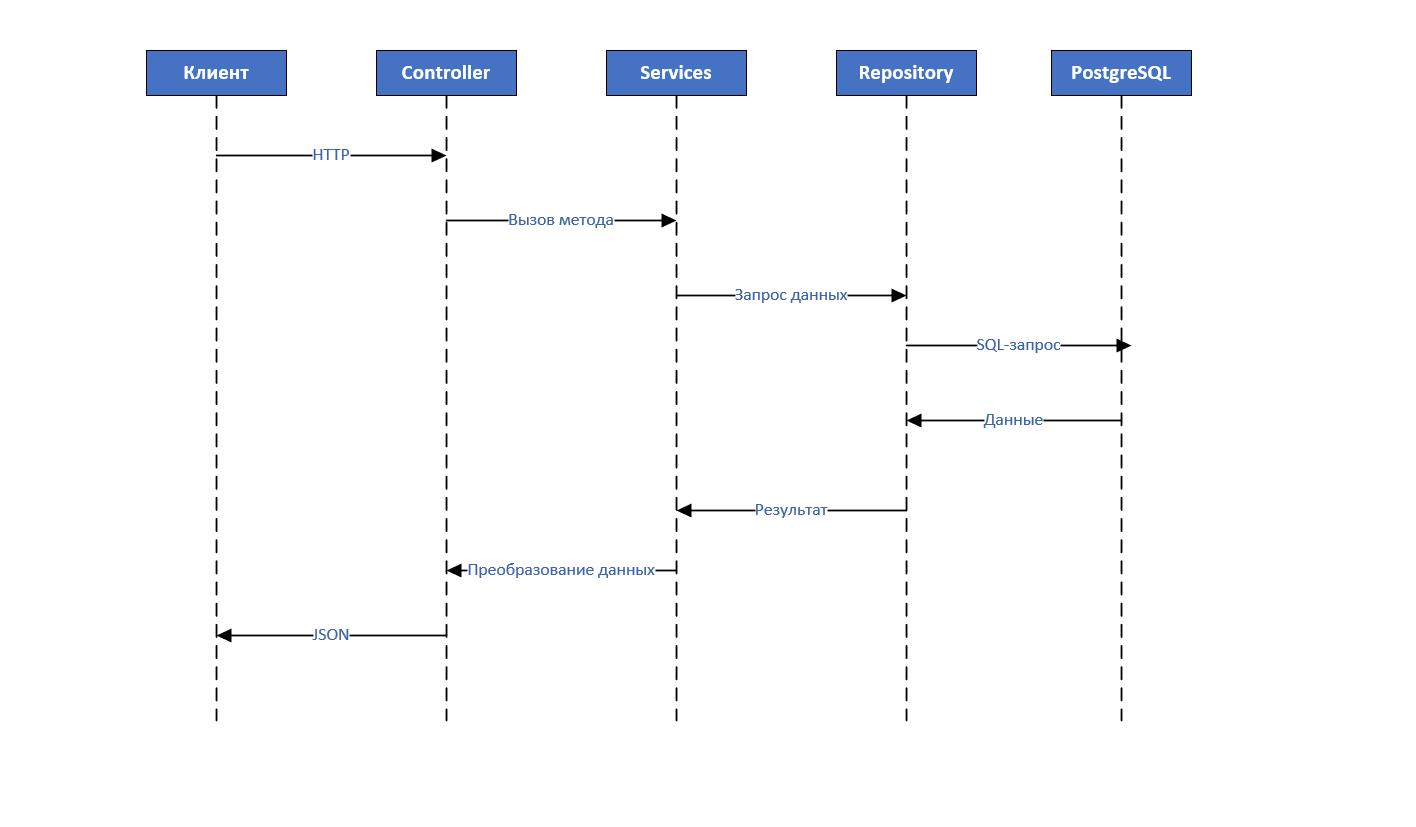 Клиент
Controller
Services
Repository
PostgreSQL
HTTP
Вызов метода
Запрос данных
SQL-запрос
Данные
Результат
Преобразование данных
JSON